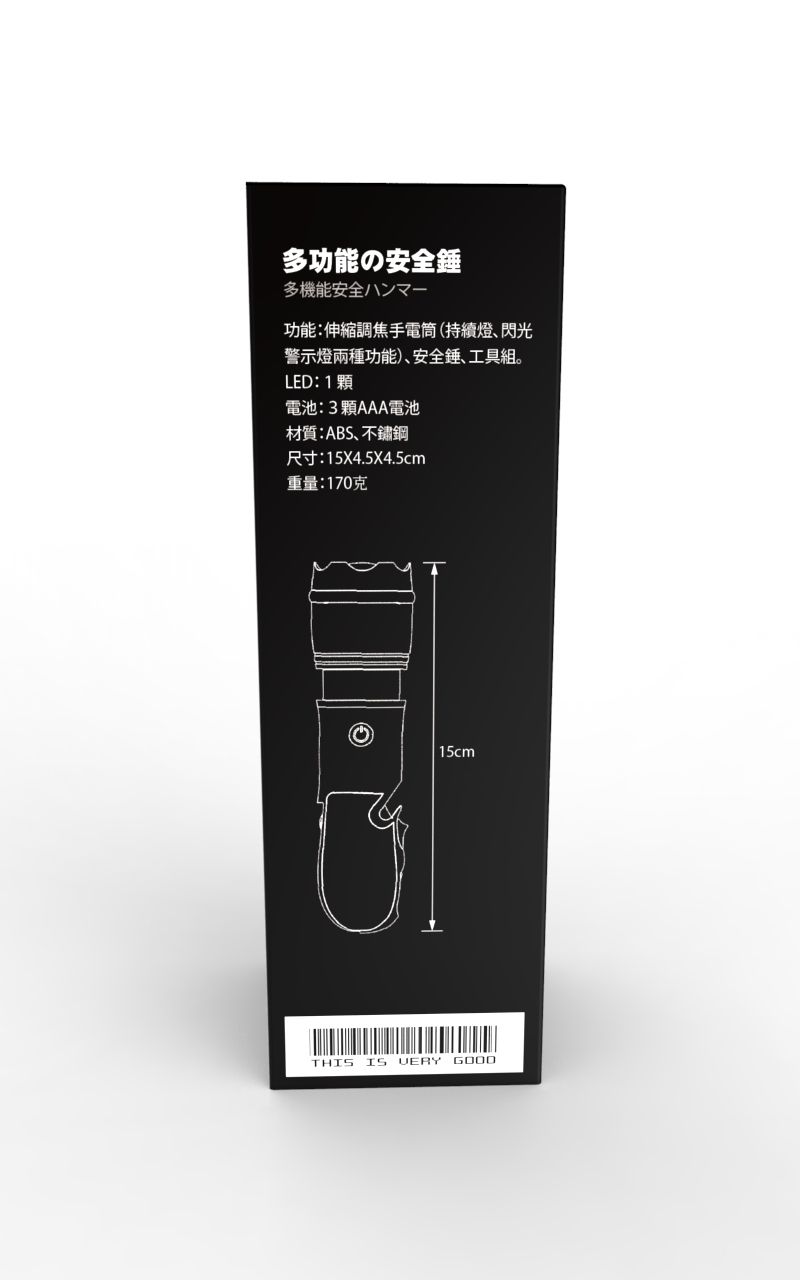 多功能の安全錘
多機能安全ハンマー
功能：伸縮調焦手電筒（持續燈、閃光
警示燈兩種功能）、安全錘、工具組。
LED：1 顆
電池：3 顆AAA電池
材質：ABS、不鏽鋼
尺寸：15X4.5X4.5cm
重量：170克
15cm
THIS IS VERY GOOD